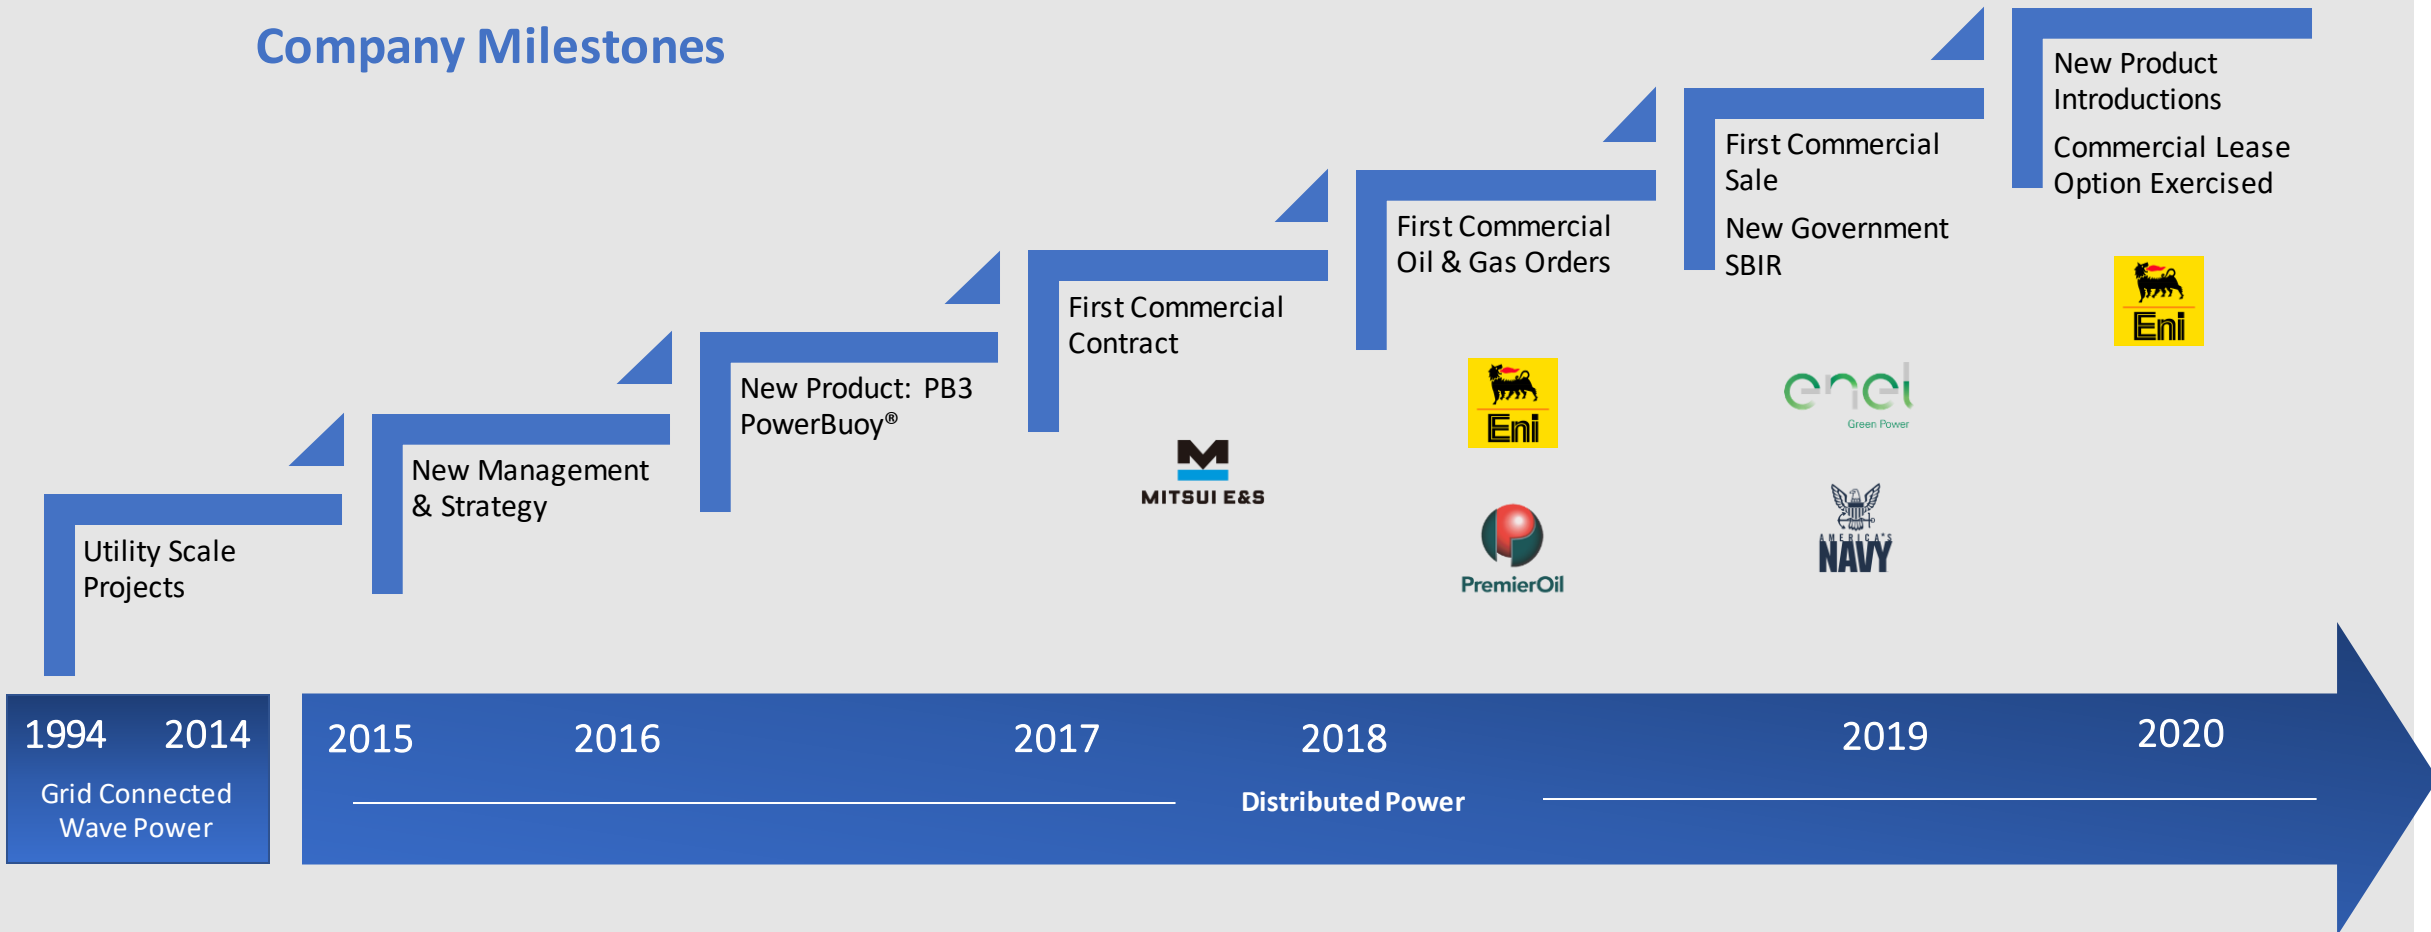 Company Milestones
Utility Scale
Projects
New Management
& Strategy
New Product: PB3
PowerBuoy®
First Commercial
Contract
MITSUI E&S
First Commercial
Oil & Gas Orders
Eni
PremierOil
First Commercial
Sale
New Government
SBIR
enel
Green Power
AMERICA'S
NAVY
New Product
Introductions
Commercial Lease
Option Exercised
Eni
1994 2014
Grid Connected
Wave Power
2015 2016 2017 2018 2019 2020
Distributed Power